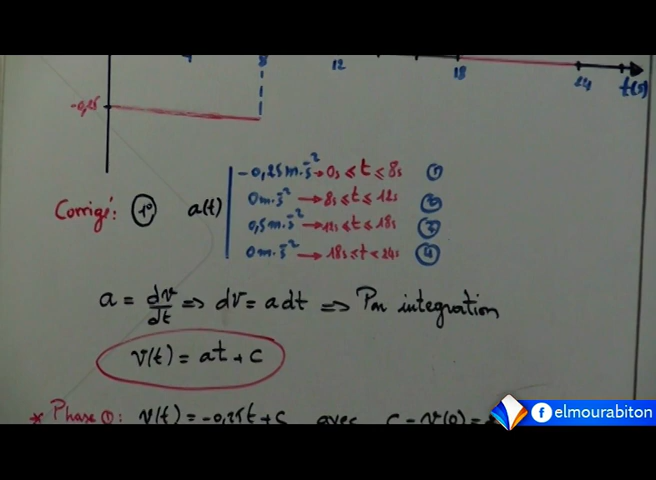 4 8 12 18 24 t(s)
-0,25
-0,25 m.s⁻² → 0s ≤ t ≤ 8s ①
0 m.s⁻² → 8s ≤ t ≤ 12s ②
Corrigé: 1° a(t)
0,5 m.s⁻² → 12s ≤ t ≤ 18s ③
0 m.s⁻² → 18s ≤ t < 24s ④
a = dv/dt ⇒ dv = a dt ⇒ Par integration
v(t) = at + c
* Phase ①: v(t) = -0,25t + C avec C = v(0) =
elmourabiton